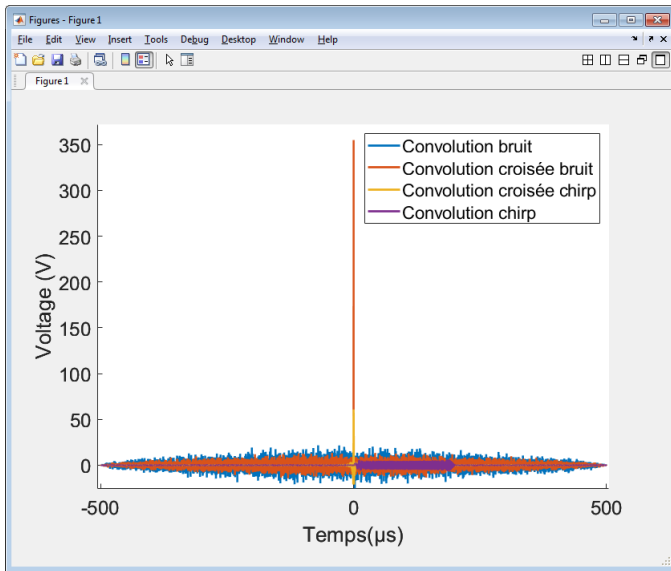 Figures - Figure 1
File Edit View Insert Tools Debug Desktop Window Help
Figure 1
350
300
250
200
150
100
50
0
Voltage (V)
Convolution bruit
Convolution croisée bruit
Convolution croisée chirp
Convolution chirp
-500
0
500
Temps(µs)